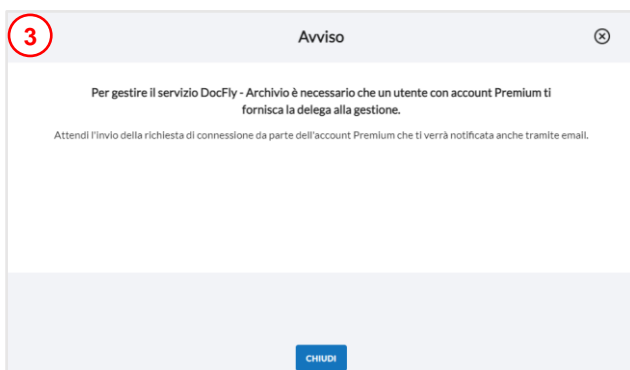 3
Avviso
Per gestire il servizio DocFly - Archivio è necessario che un utente con account Premium ti
fornisca la delega alla gestione.
Attendi l'invio della richiesta di connessione da parte dell'account Premium che ti verrà notificata anche tramite email.
CHIUDI